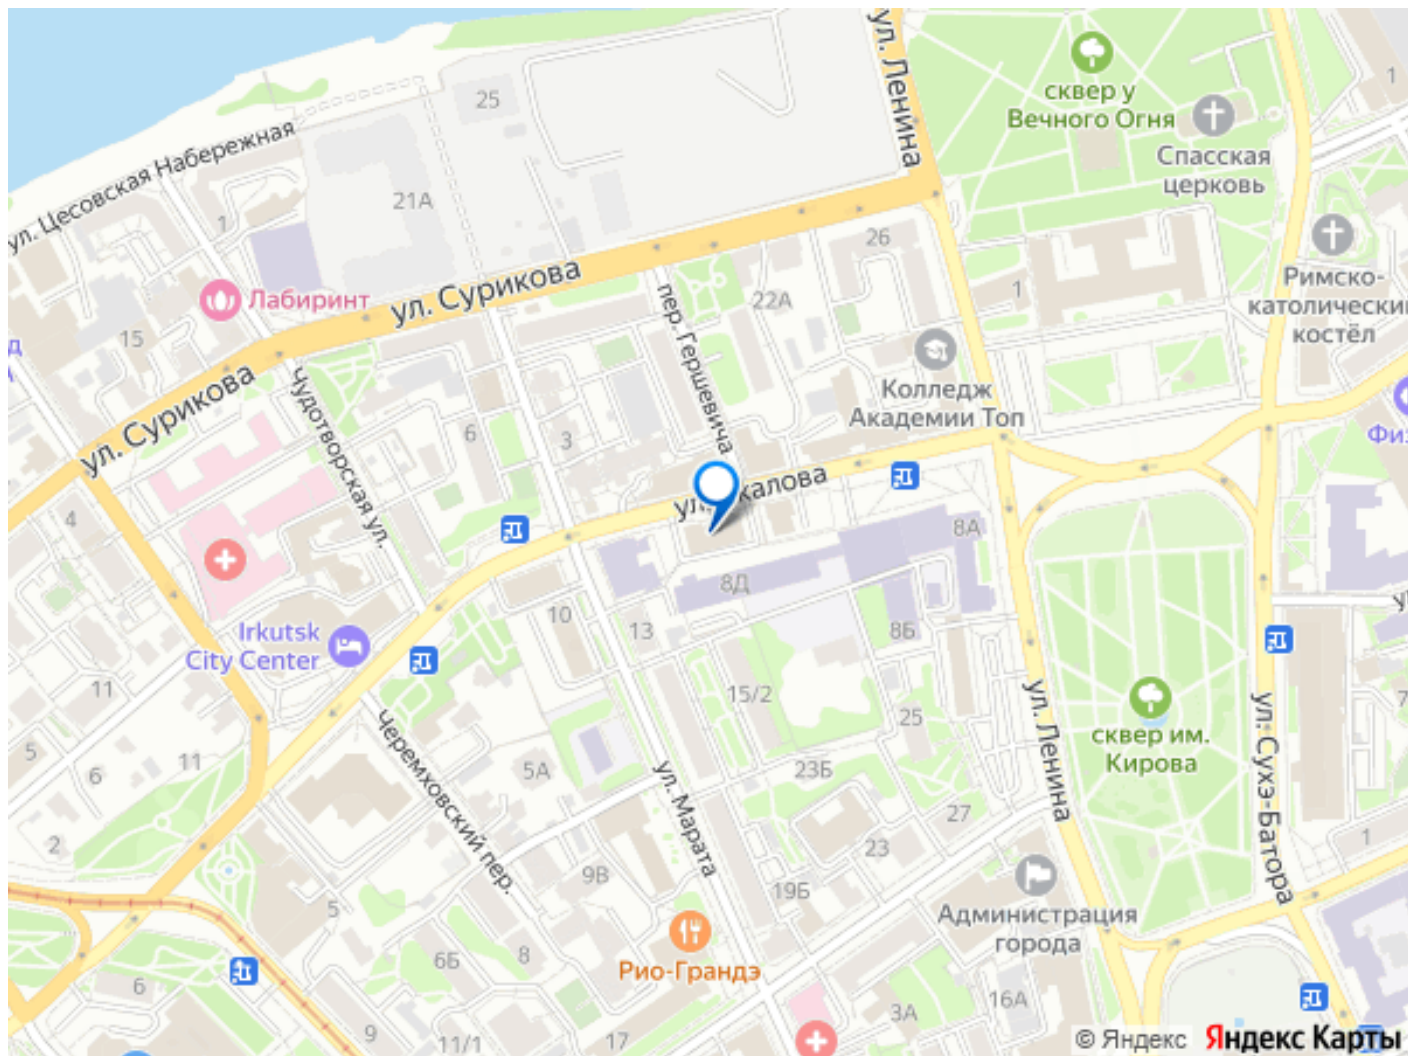 25
ул. Ленина
сквер у
Вечного Огня
1
Спасская
церковь
ул. Цесовская Набережная
21А
1
26
Римско-
католический
костёл
Лабиринт
ул. Сурикова
22А
1
15
пер. Гершевича
Колледж
Академии Топ
ул. Сурикова
Чудотворская ул.
6
3
Физ
4
калова
8А
8Д
Irkutsk
City Center
10
13
8Б
11
15/2
25
ул. Ленина
сквер им.
Кирова
ул. Сухэ-Батора
7
5
6
11
Черемховский пер.
5А
ул. Марата
23Б
27
2
23
1
9В
19Б
5
Администрация
города
6Б
8
Рио-Грандэ
6
16А
3А
9
11/1
17
© Яндекс Яндекс Карты